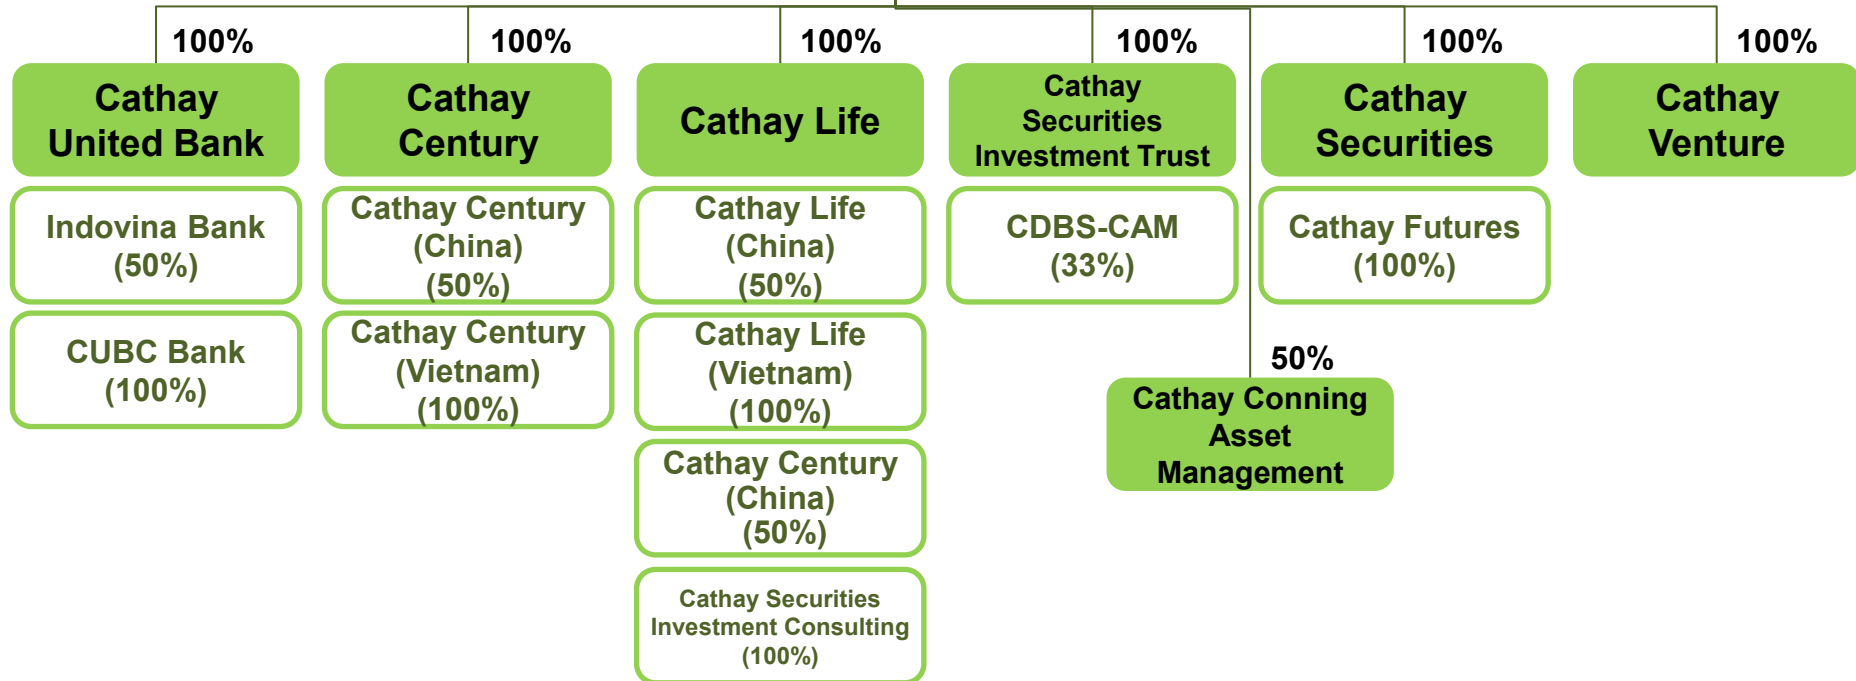 100%
100%
100%
100%
100%
100%
Cathay
United Bank
Cathay
Century
Cathay Life
Cathay
Securities
Investment Trust
Cathay
Securities
Cathay
Venture
Indovina Bank
(50%)
Cathay Century
(China)
(50%)
Cathay Life
(China)
(50%)
CDBS-CAM
(33%)
Cathay Futures
(100%)
CUBC Bank
(100%)
Cathay Century
(Vietnam)
(100%)
Cathay Life
(Vietnam)
(100%)
50%
Cathay Conning
Asset
Management
Cathay Century
(China)
(50%)
Cathay Securities
Investment Consulting
(100%)